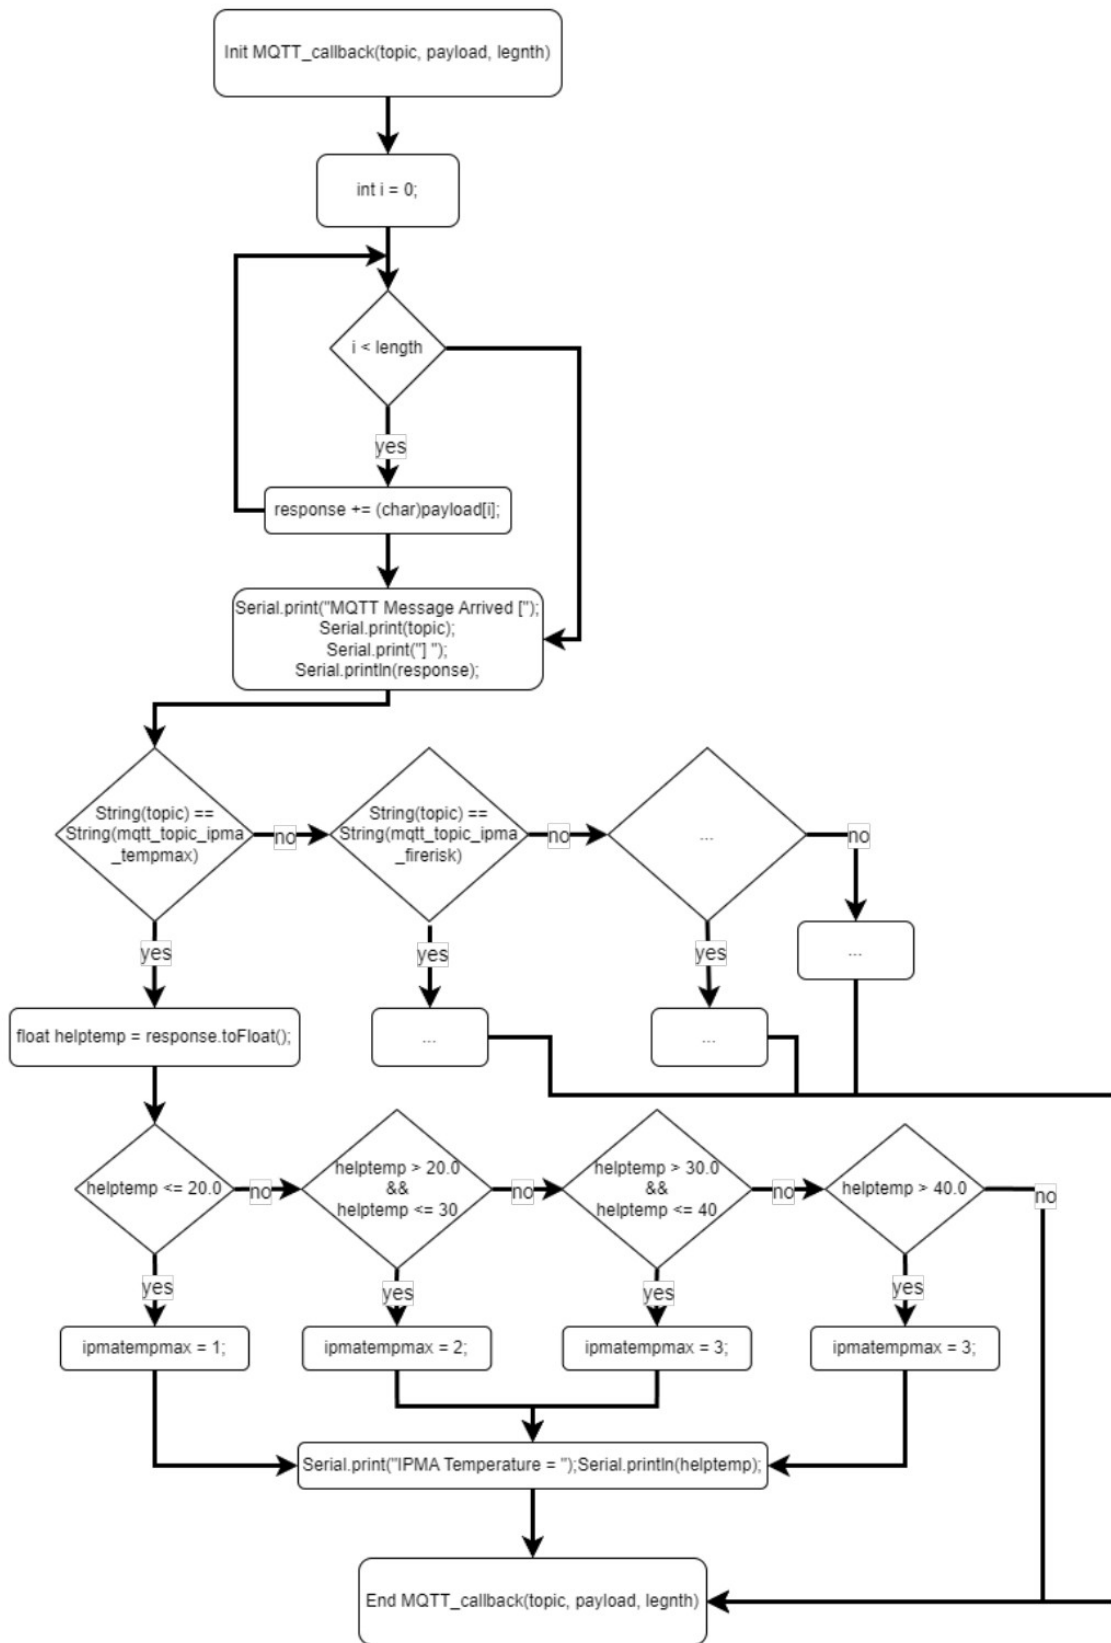 Init MQTT_callback(topic, payload, legnth)
int i = 0;
i < length
yes
response += (char)payload[i];
Serial.print("MQTT Message Arrived [");
Serial.print(topic);
Serial.print("] ");
Serial.println(response);
String(topic) ==
String(mqtt_topic_ipma
_tempmax)
no
String(topic) ==
String(mqtt_topic_ipma
_firerisk)
no
...
no
yes
yes
yes
...
float helptemp = response.toFloat();
...
...
helptemp <= 20.0
no
helptemp > 20.0
&&
helptemp <= 30
no
helptemp > 30.0
&&
helptemp <= 40
no
helptemp > 40.0
no
yes
yes
yes
yes
ipmatempmax = 1;
ipmatempmax = 2;
ipmatempmax = 3;
ipmatempmax = 3;
Serial.print("IPMA Temperature = ");Serial.println(helptemp);
End MQTT_callback(topic, payload, legnth)